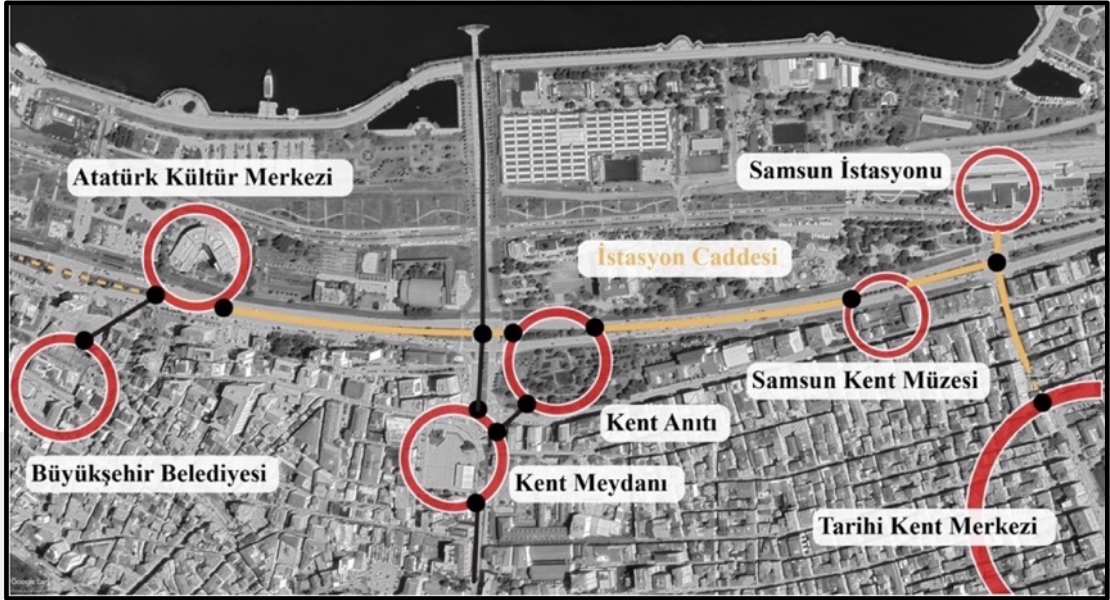 Atatürk Kültür Merkezi
Samsun İstasyonu
İstasyon Caddesi
Samsun Kent Müzesi
Kent Anıtı
Büyükşehir Belediyesi
Kent Meydanı
Tarihi Kent Merkezi